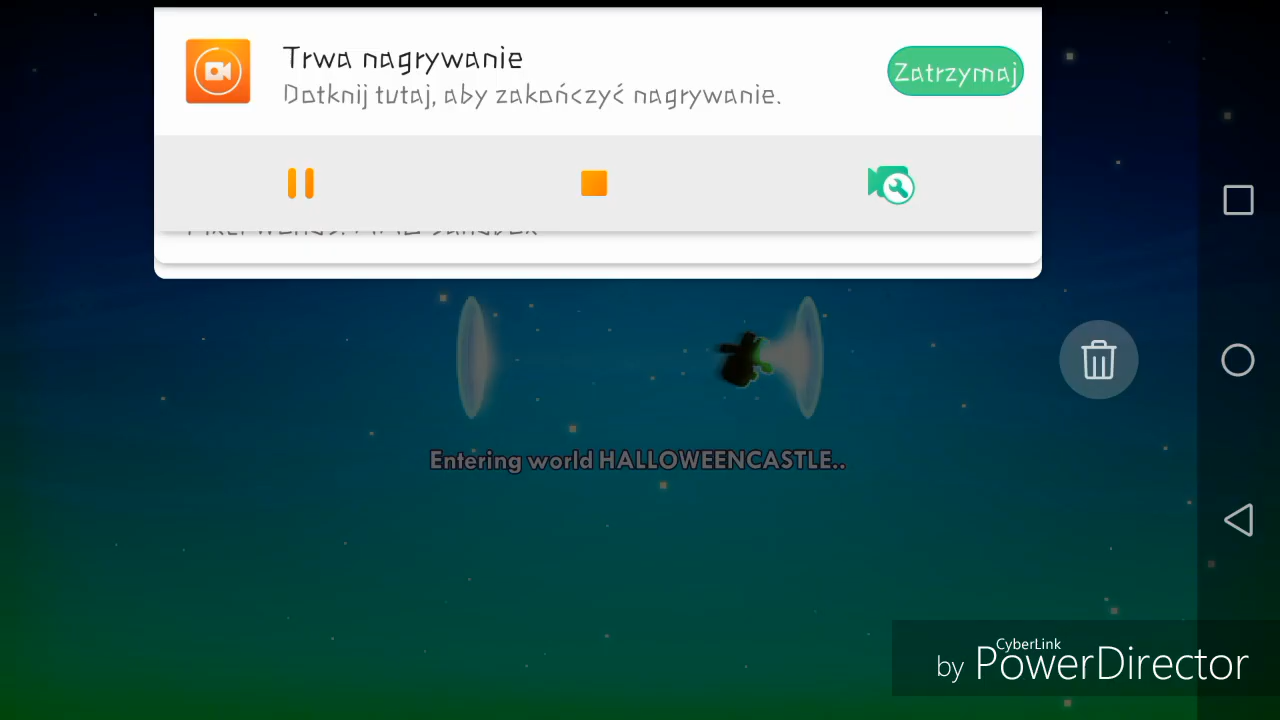 Trwa nagrywanie
Dotknij tutaj, aby zakończyć nagrywanie.
Zatrzymaj
Entering world HALLOWEENCASTLE..
CyberLink
by PowerDirector